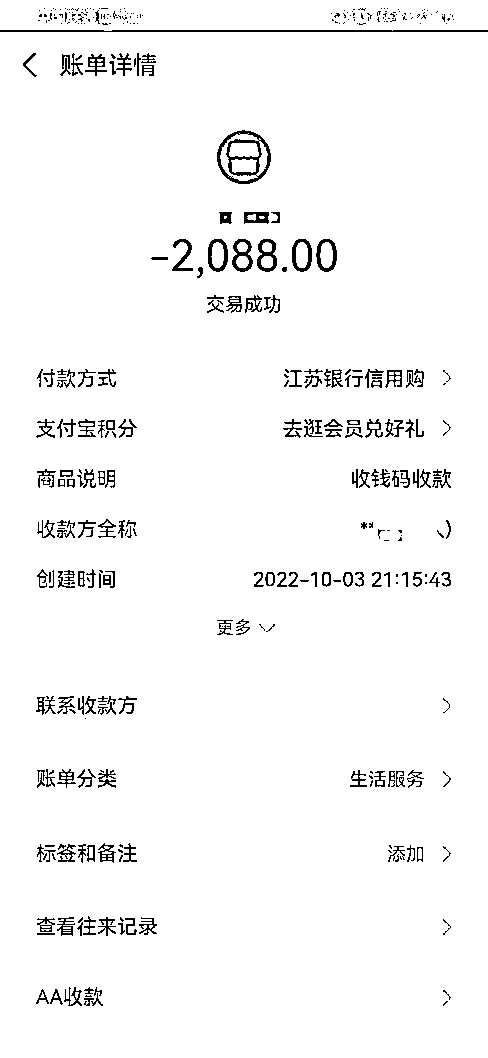 账单详情
-2,088.00
交易成功
付款方式 江苏银行信用购
支付宝积分 去逛会员兑好礼
商品说明 收钱码收款
收款方全称 **
创建时间 2022-10-03 21:15:43
更多
联系收款方
账单分类 生活服务
标签和备注 添加
查看往来记录
AA收款